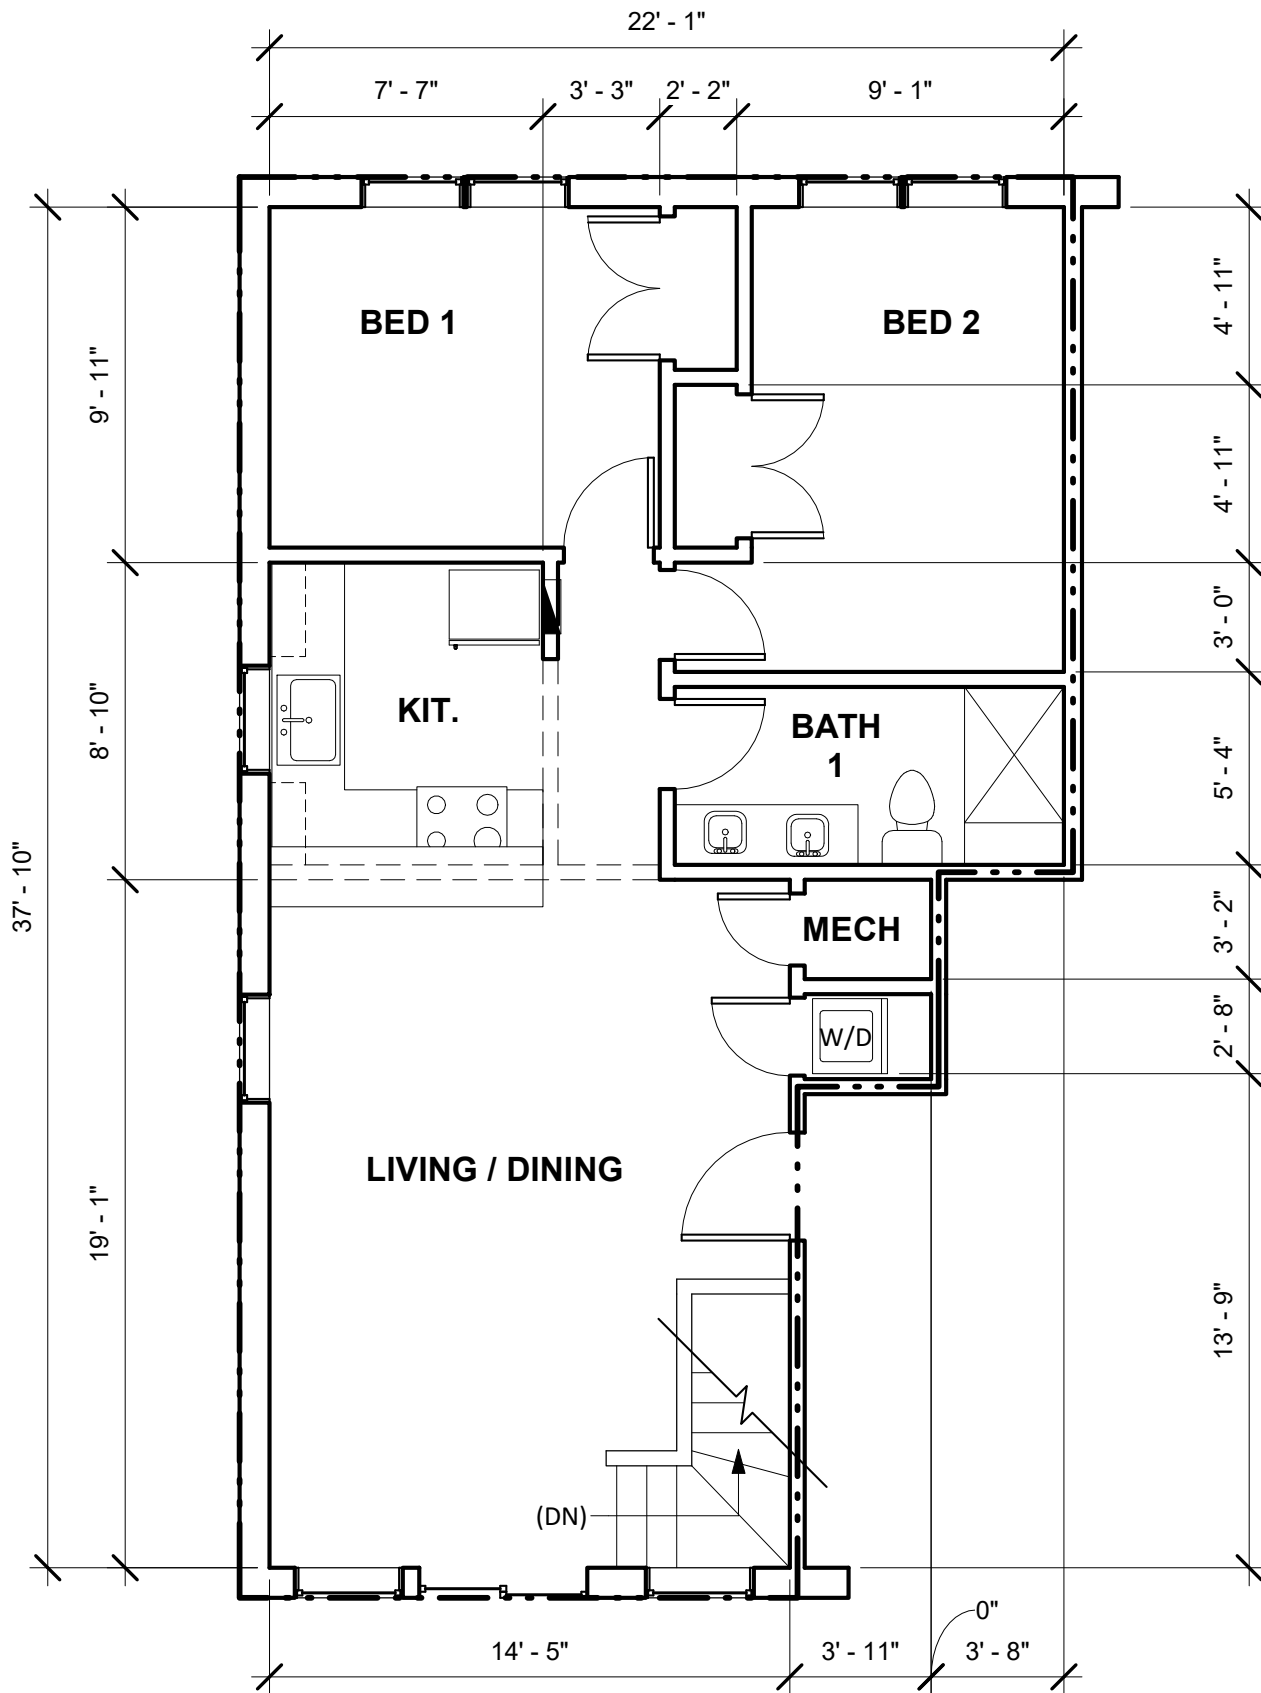 22' - 1"
7' - 7"
3' - 3"
2' - 2"
9' - 1"
BED 1
BED 2
4' - 11"
9' - 11"
4' - 11"
3' - 0"
KIT.
BATH
1
8' - 10"
5' - 4"
37' - 10"
MECH
3' - 2"
W/D
2' - 8"
LIVING / DINING
19' - 1"
13' - 9"
(DN)
0"
14' - 5"
3' - 11"
3' - 8"